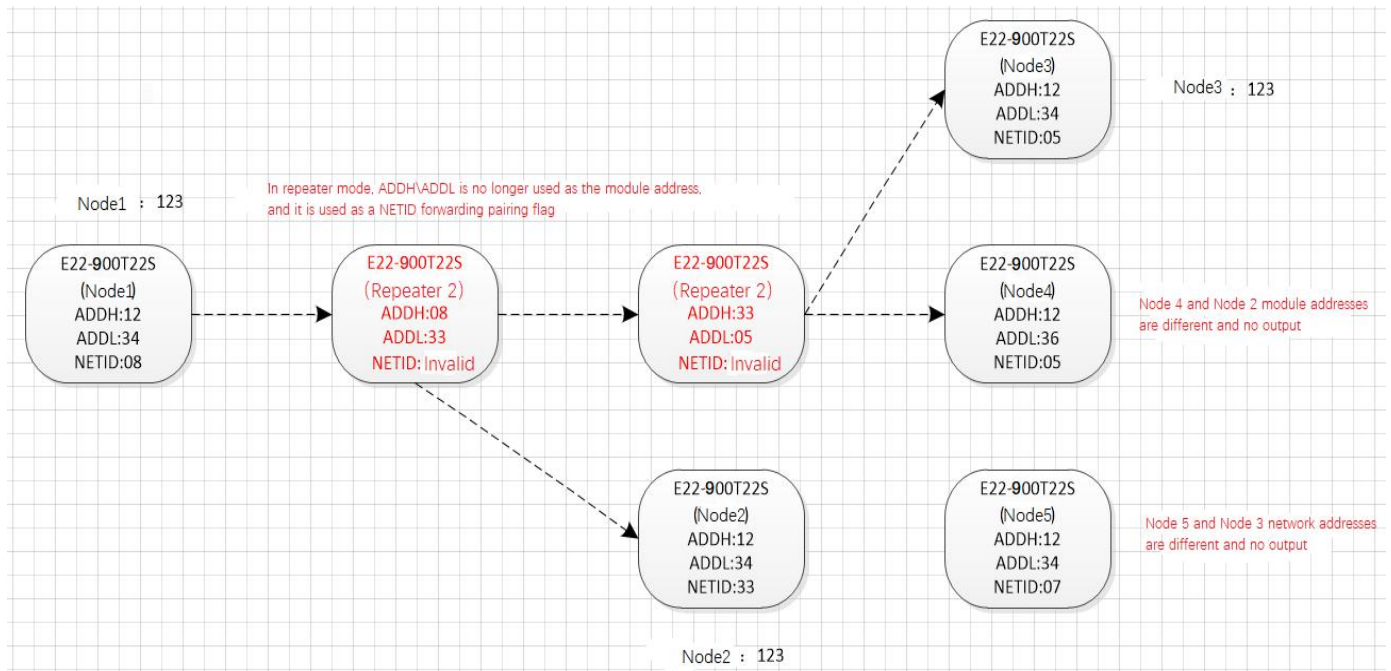 E22-900T22S
(Node3)
ADDH:12
ADDL:34
NETID:05
Node3 : 123
In repeater mode, ADDH\ADDL is no longer used as the module address,
and it is used as a NETID forwarding pairing flag
Node1 : 123
E22-900T22S
(Node1)
ADDH:12
ADDL:34
NETID:08
E22-900T22S
(Repeater 2)
ADDH:08
ADDL:33
NETID: Invalid
E22-900T22S
(Repeater 2)
ADDH:33
ADDL:05
NETID: Invalid
E22-900T22S
(Node4)
ADDH:12
ADDL:36
NETID:05
Node 4 and Node 2 module addresses
are different and no output
E22-900T22S
(Node2)
ADDH:12
ADDL:34
NETID:33
E22-900T22S
(Node5)
ADDH:12
ADDL:34
NETID:07
Node 5 and Node 3 network addresses
are different and no output
Node2 : 123